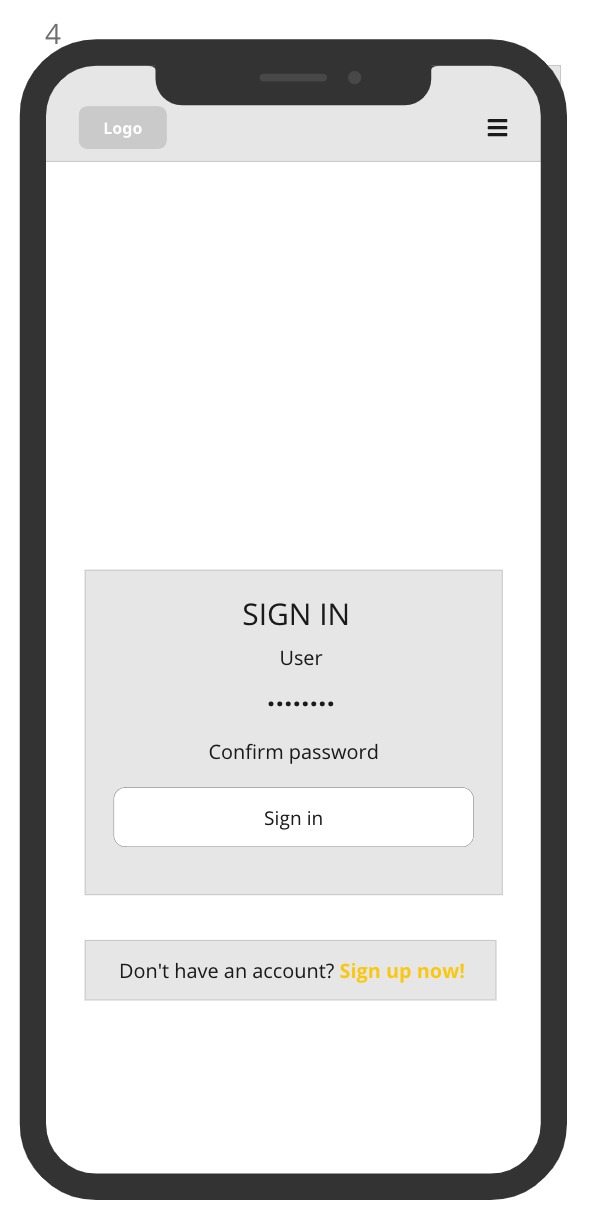 4
Logo
SIGN IN
User
••••••••
Confirm password
Sign in
Don't have an account? Sign up now!